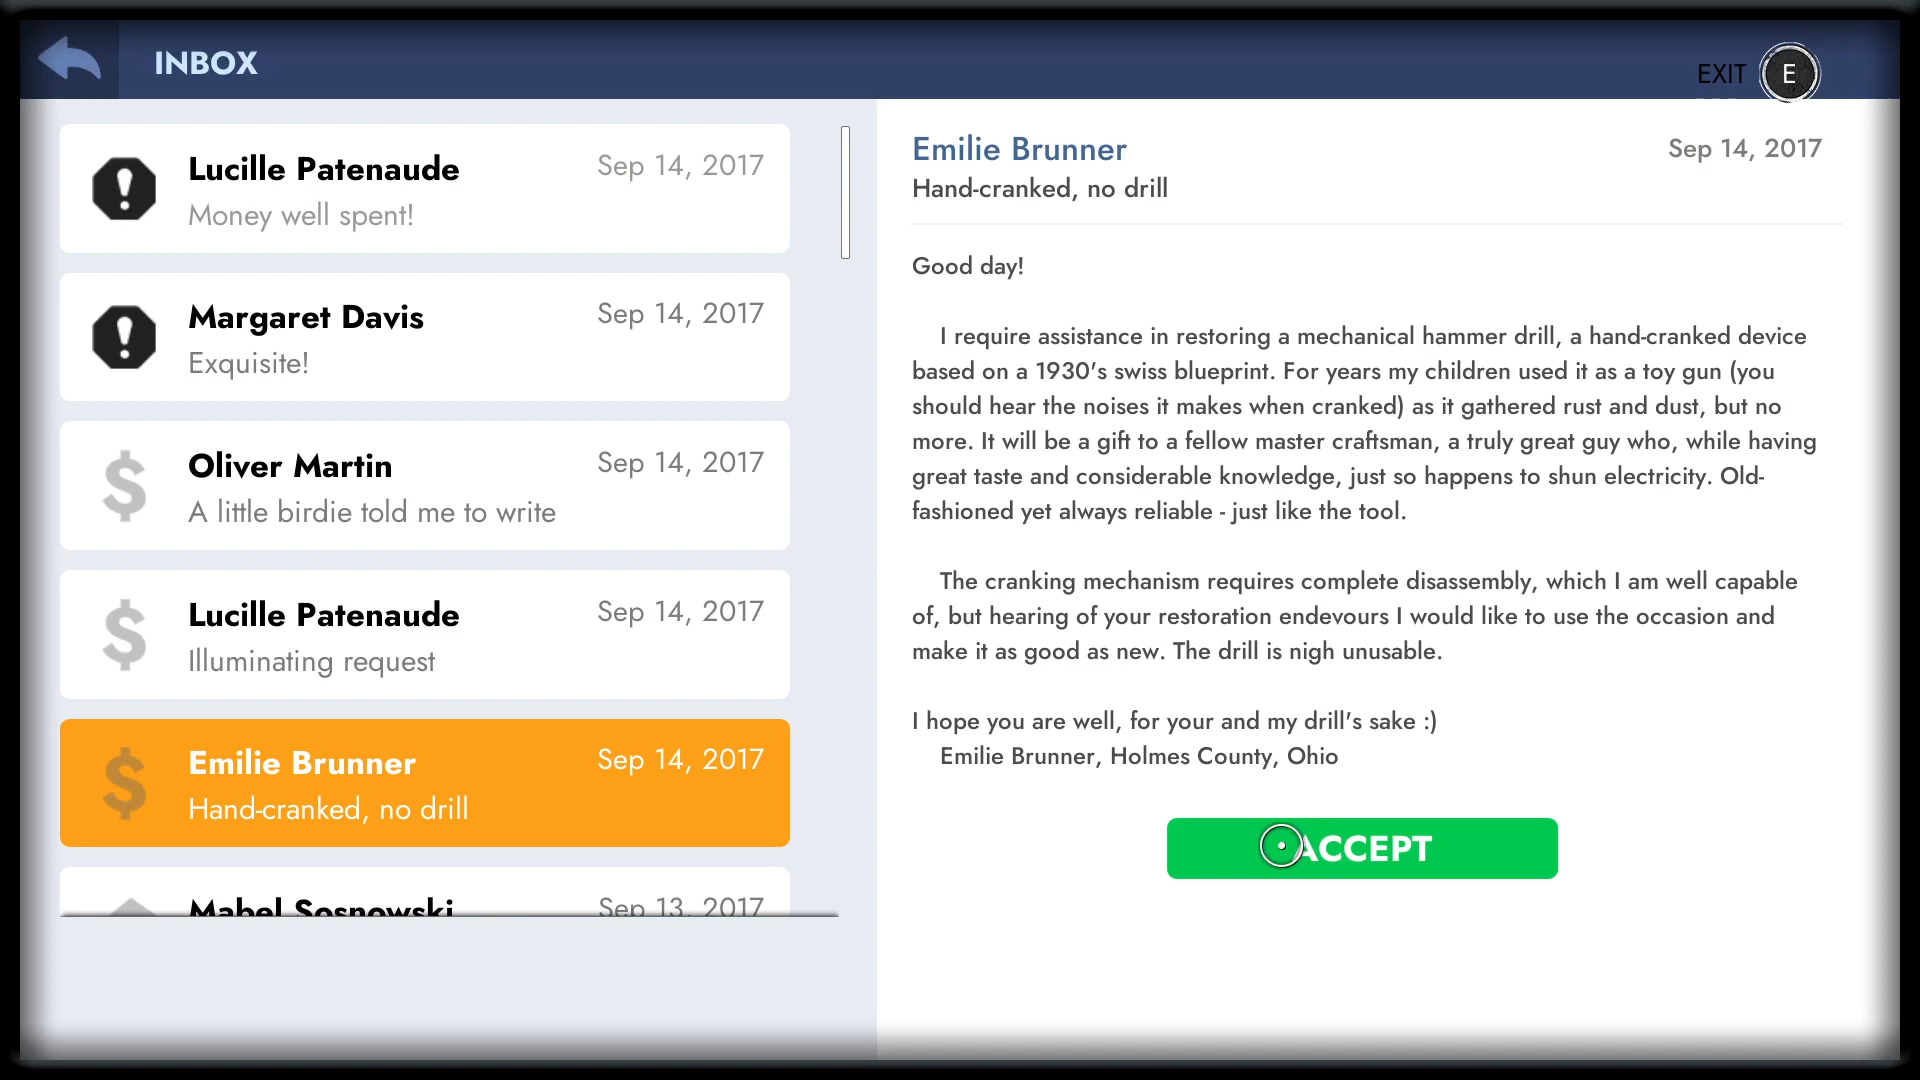 INBOX
EXIT E
Lucille Patenaude
Sep 14, 2017
Money well spent!
Margaret Davis
Sep 14, 2017
Exquisite!
Oliver Martin
Sep 14, 2017
A little birdie told me to write
Lucille Patenaude
Sep 14, 2017
Illuminating request
Emilie Brunner
Sep 14, 2017
Hand-cranked, no drill
Mabel Sosnowski
Sep 13, 2017
Emilie Brunner
Sep 14, 2017
Hand-cranked, no drill
Good day!
I require assistance in restoring a mechanical hammer drill, a hand-cranked device
based on a 1930's swiss blueprint. For years my children used it as a toy gun (you
should hear the noises it makes when cranked) as it gathered rust and dust, but no
more. It will be a gift to a fellow master craftsman, a truly great guy who, while having
great taste and considerable knowledge, just so happens to shun electricity. Old-
fashioned yet always reliable - just like the tool.
The cranking mechanism requires complete disassembly, which I am well capable
of, but hearing of your restoration endevours I would like to use the occasion and
make it as good as new. The drill is nigh unusable.
I hope you are well, for your and my drill's sake :)
Emilie Brunner, Holmes County, Ohio
ACCEPT